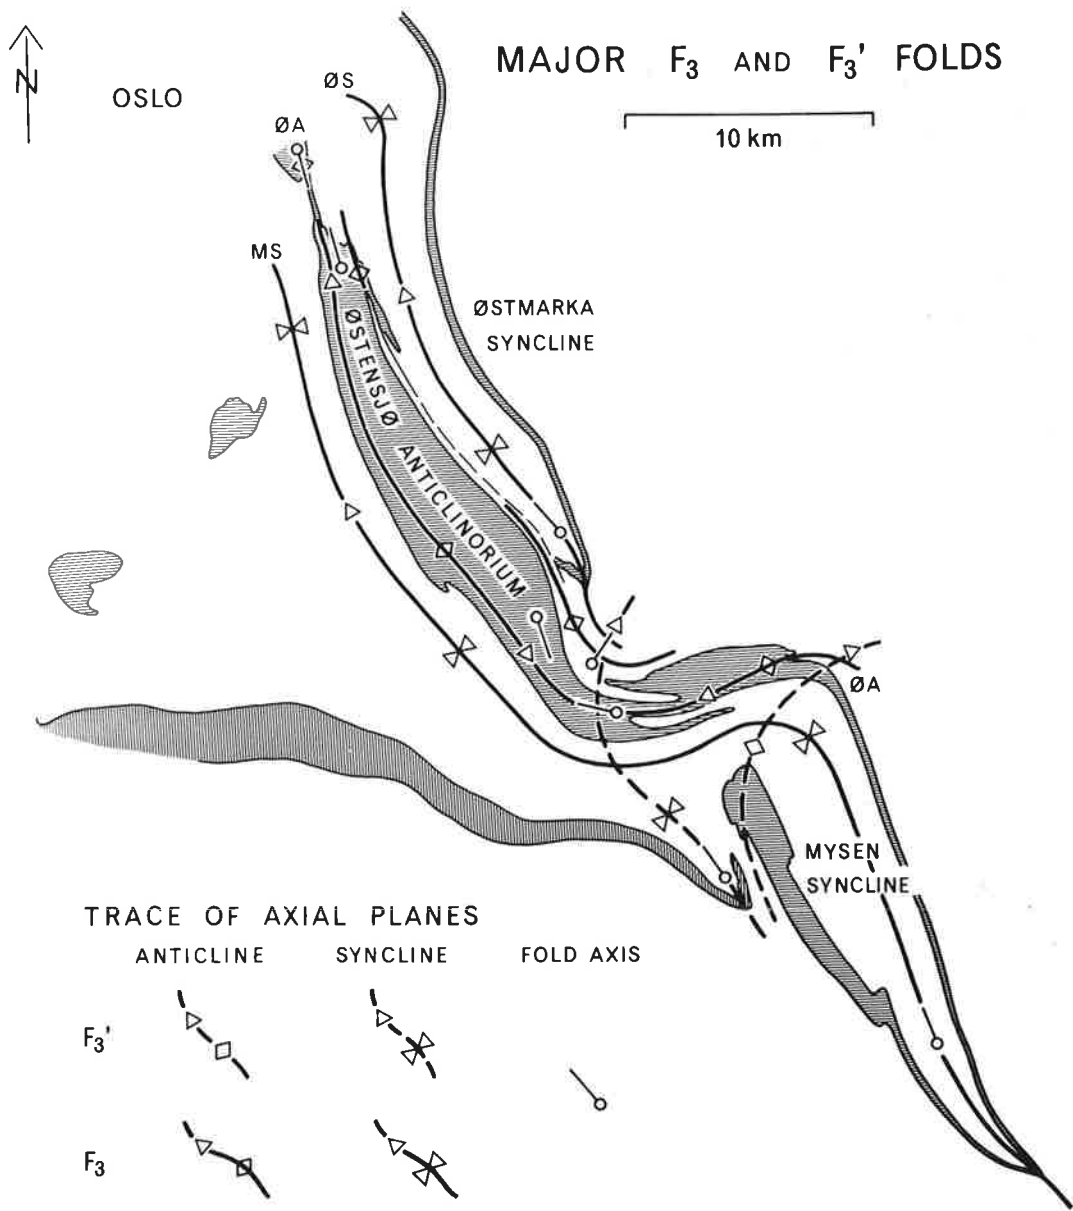 MAJOR F₃ AND F₃' FOLDS
N
OSLO
ØS
10 km
ØA
MS
ØSTMARKA
SYNCLINE
ØSTENSJØ ANTICLINORIUM
ØA
MYSEN
SYNCLINE
TRACE OF AXIAL PLANES
ANTICLINE SYNCLINE FOLD AXIS
F₃'
F₃